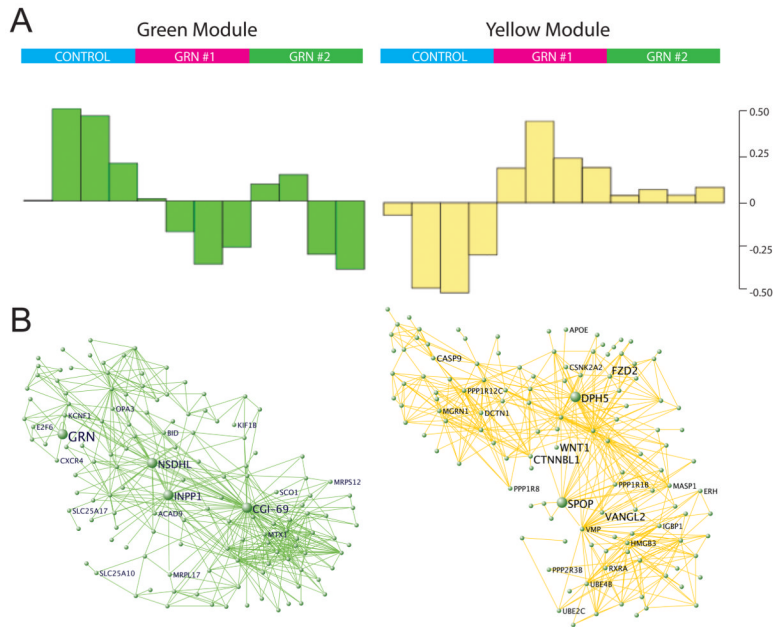 A
Green Module
Yellow Module
CONTROL GRN #1 GRN #2
CONTROL GRN #1 GRN #2
0.50
0.25
0
-0.25
-0.50
B
KCNF1
OPA3
E2F6
GRN
BID
KIF1B
CXCR4
NSDHL
INPP1
SCO1
MRPS12
SLC25A17
ACAD9
CGI-69
MTX1
SLC25A10
MRPL17
APOE
CASP9
CSNK2A2
FZD2
PPP1R12C
DPH5
MGRN1
DCTN1
WNT1
CTNNBL1
PPP1R8
PPP1R1B
MASP1
ERH
SPOP
VANGL2
VMP
IGBP1
HMGB3
PPP2R3B
RXRA
UBE4B
UBE2C